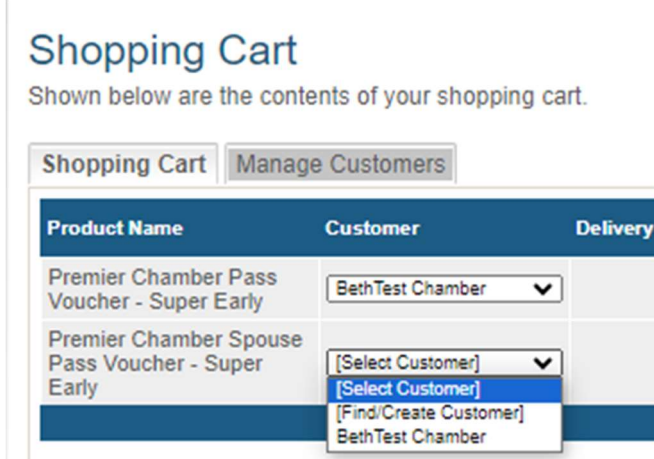 Shopping Cart
Shown below are the contents of your shopping cart.
Shopping Cart Manage Customers
Product Name Customer Delivery
Premier Chamber Pass
Voucher - Super Early
BethTest Chamber
Premier Chamber Spouse
Pass Voucher - Super
Early
[Select Customer]
[Select Customer]
[Find/Create Customer]
BethTest Chamber